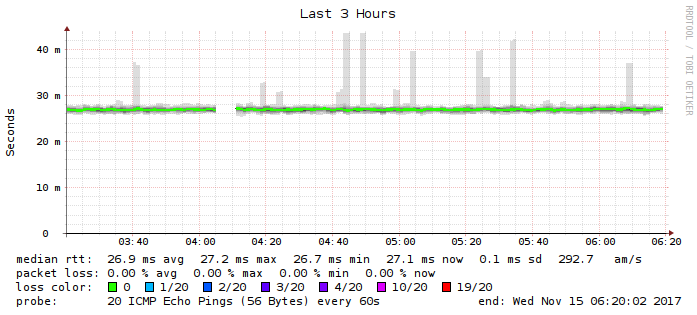 Last 3 Hours
RRDTOOL / TOBI OETIKER
Seconds
40 m
30 m
20 m
10 m
0
03:40 04:00 04:20 04:40 05:00 05:20 05:40 06:00 06:20
median rtt: 26.9 ms avg 27.2 ms max 26.7 ms min 27.1 ms now 0.1 ms sd 292.7 am/s
packet loss: 0.00 % avg 0.00 % max 0.00 % min 0.00 % now
loss color: 0 1/20 2/20 3/20 4/20 10/20 19/20
probe: 20 ICMP Echo Pings (56 Bytes) every 60s end: Wed Nov 15 06:20:02 2017